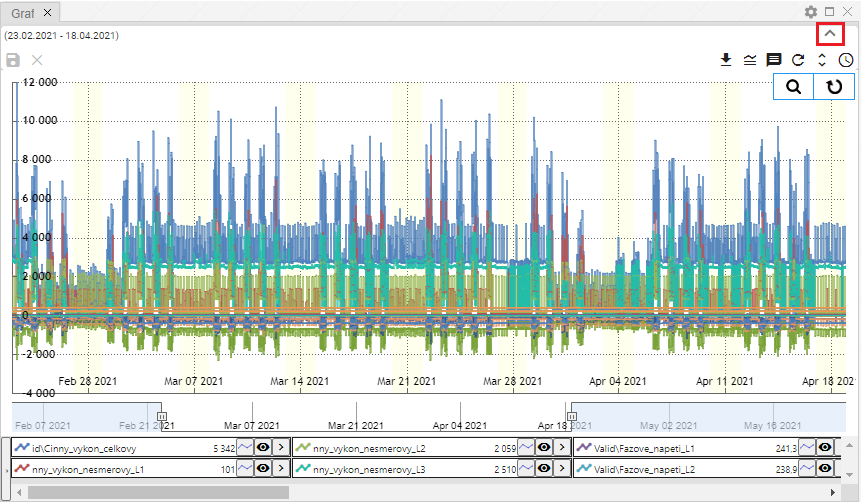 Graf
(23.02.2021 - 18.04.2021)
12 000
10 000
8 000
6 000
4 000
2 000
0
-2 000
-4 000
Feb 28 2021 Mar 07 2021 Mar 14 2021 Mar 21 2021 Mar 28 2021 Apr 04 2021 Apr 11 2021 Apr 18 2021
Feb 07 2021 Feb 21 2021 Mar 07 2021 Mar 21 2021 Apr 04 2021 Apr 18 2021 May 02 2021 May 16 2021
id\Cinny_vykon_celkovy 5 342 nny_vykon_nesmerovy_L2 2 059 Valid\Fazove_napeti_L1 241,3
nny_vykon_nesmerovy_L1 101 nny_vykon_nesmerovy_L3 2 510 Valid\Fazove_napeti_L2 238,9